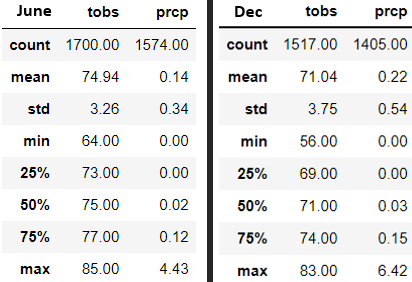 June tobs prcp
count 1700.00 1574.00
mean 74.94 0.14
std 3.26 0.34
min 64.00 0.00
25% 73.00 0.00
50% 75.00 0.02
75% 77.00 0.12
max 85.00 4.43
Dec tobs prcp
count 1517.00 1405.00
mean 71.04 0.22
std 3.75 0.54
min 56.00 0.00
25% 69.00 0.00
50% 71.00 0.03
75% 74.00 0.15
max 83.00 6.42